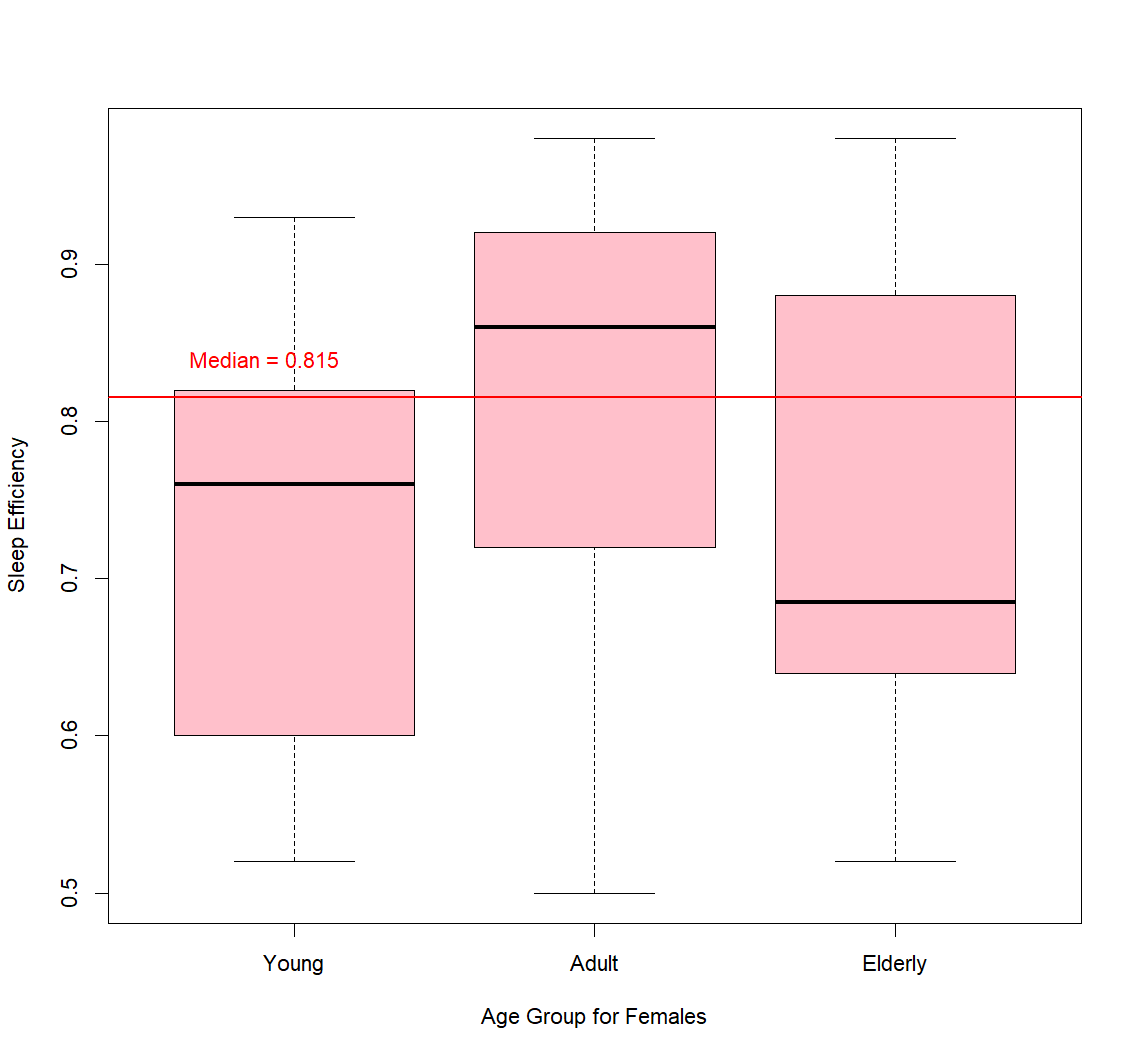 0.9
Median = 0.815
0.8
Sleep Efficiency
0.7
0.6
0.5
Young Adult Elderly
Age Group for Females